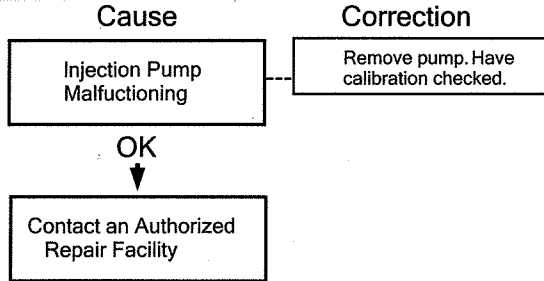 Cause
Correction
Injection Pump
Malfuctioning
Remove pump. Have
calibration checked.
OK
Contact an Authorized
Repair Facility